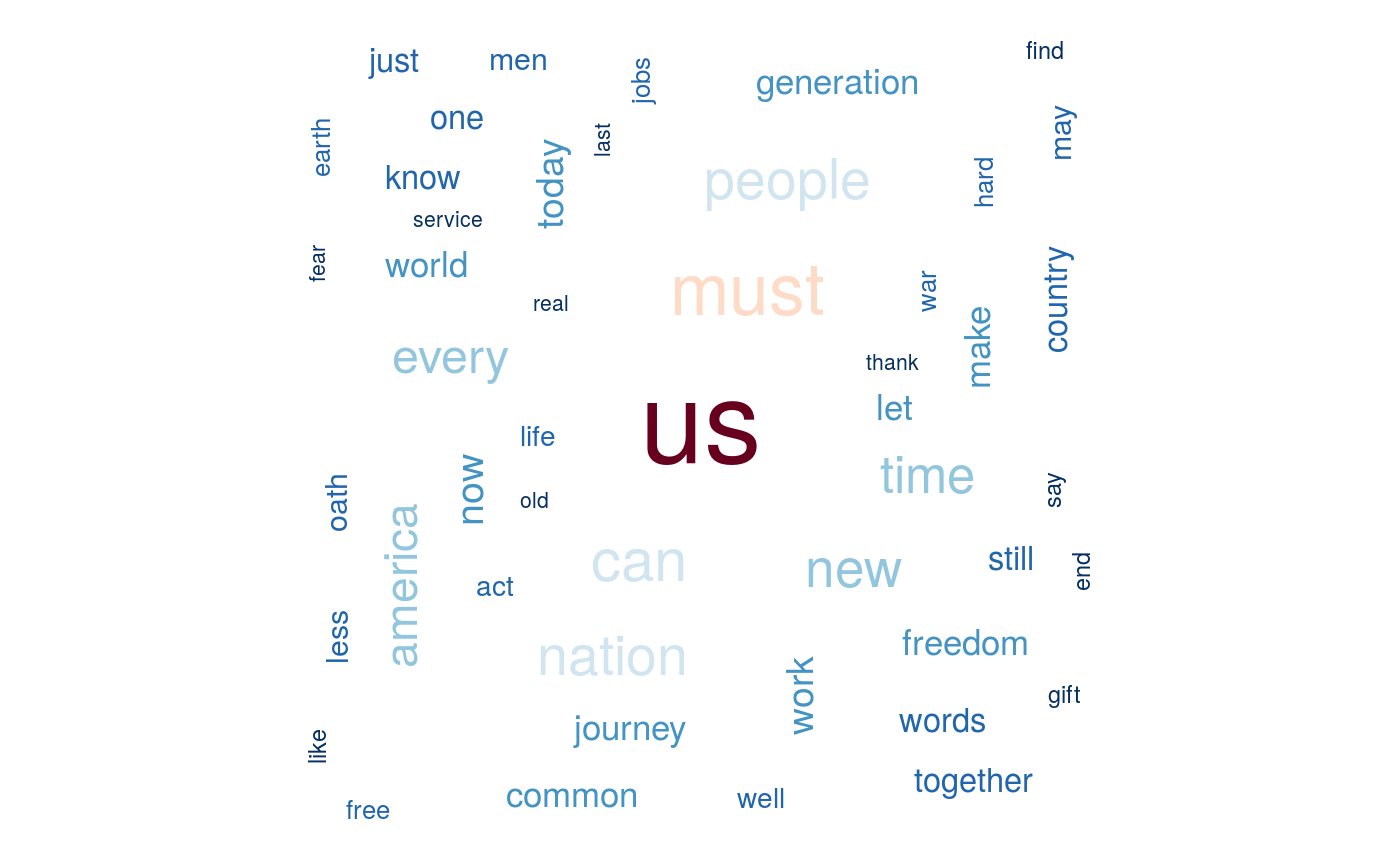 find
just
men
jobs
generation
one
last
may
earth
today
know
people
hard
service
fear
world
must
war
country
real
make
every
thank
us
let
life
now
time
oath
old
say
america
can
new
still
end
act
less
nation
freedom
work
gift
journey
words
like
common
well
together
free